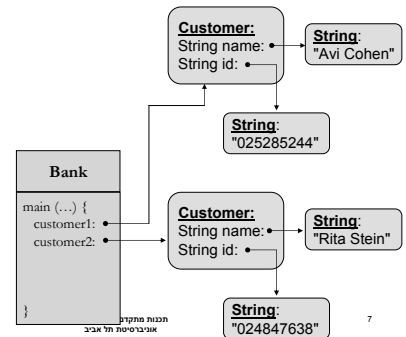 Customer:
String name:
String id:
String:
"Avi Cohen"
String:
"025285244"
Bank
main (…) {
customer1:
customer2:
}
Customer:
String name:
String id:
String:
"Rita Stein"
String:
"024847638"
תכנות מתקדם
אוניברסיטת תל אביב
7